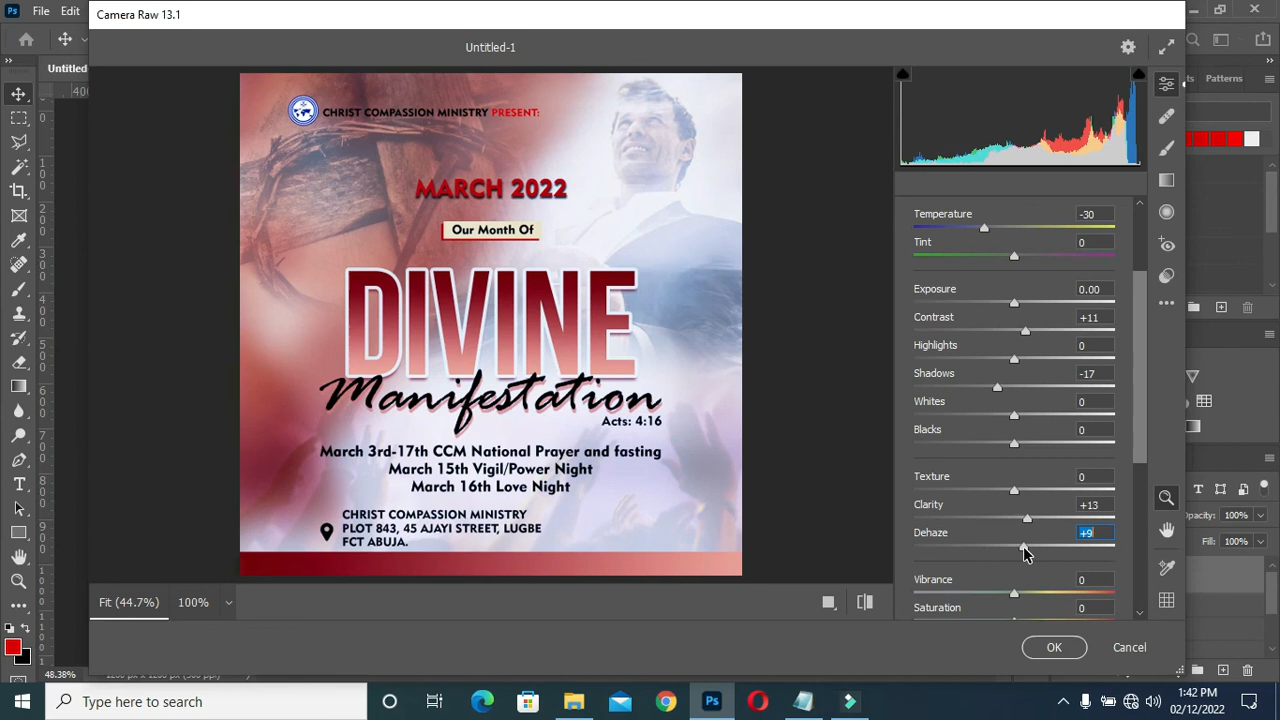 Camera Raw 13.1
File Edit
Untitled-1
Untitled
Patterns
400
CHRIST COMPASSION MINISTRY PRESENT:
MARCH 2022
Our Month Of
DIVINE
Manifestation
Acts: 4:16
March 3rd-17th CCM National Prayer and fasting
March 15th Vigil/Power Night
March 16th Love Night
CHRIST COMPASSION MINISTRY
PLOT 843, 45 AJAYI STREET, LUGBE
FCT ABUJA.
Temperature -30
Tint 0
Exposure 0.00
Contrast +11
Highlights 0
Shadows -17
Whites 0
Blacks 0
Texture 0
Clarity +13
Dehaze +9
Vibrance 0
Saturation 0
Opacity: 100%
Fill: 100%
Fit (44.7%) 100%
OK Cancel
48.38%
Type here to search
1:42 PM
02/12/2022